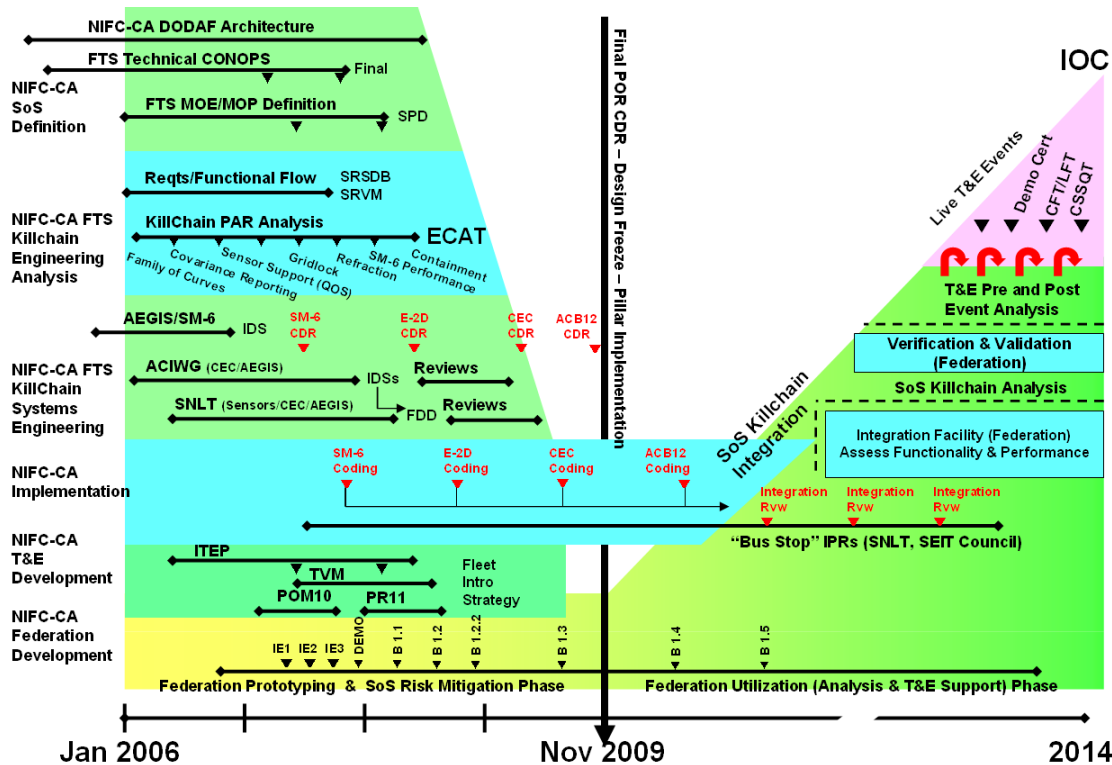 NIFC-CA DODAF Architecture
FTS Technical CONOPS
Final
NIFC-CA
SoS
Definition
FTS MOE/MOP Definition
SPD
Reqts/Functional Flow
SRSDB
SRVM
NIFC-CA FTS
Killchain
Engineering
Analysis
KillChain PAR Analysis
ECAT
Family of Curves
Covariance Reporting
Sensor Support (QOS)
Gridlock
Refraction
SM-6 Performance
Containment
AEGIS/SM-6
IDS
SM-6
CDR
E-2D
CDR
CEC
CDR
ACB12
CDR
NIFC-CA FTS
KillChain
Systems
Engineering
ACIWG (CEC/AEGIS)
IDSs
Reviews
SNLT (Sensors/CEC/AEGIS)
FDD
Reviews
NIFC-CA
Implementation
SM-6
Coding
E-2D
Coding
CEC
Coding
ACB12
Coding
Final POR CDR – Design Freeze – Pillar Implementation
SoS Killchain
Integration
IOC
Live T&E Events
Demo Cert
CFT/LFT
CSSQT
T&E Pre and Post
Event Analysis
Verification & Validation
(Federation)
SoS Killchain Analysis
Integration Facility (Federation)
Assess Functionality & Performance
Integration
Rvw
Integration
Rvw
Integration
Rvw
“Bus Stop” IPRs (SNLT, SEIT Council)
NIFC-CA
T&E
Development
ITEP
TVM
POM10
PR11
Fleet
Intro
Strategy
NIFC-CA
Federation
Development
IE1
IE2
IE3
DEMO
B 1.1
B 1.2
B 1.2.2
B 1.3
B 1.4
B 1.5
Federation Prototyping & SoS Risk Mitigation Phase
Federation Utilization (Analysis & T&E Support) Phase
Jan 2006
Nov 2009
2014